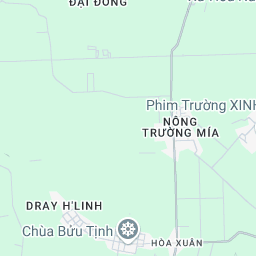 ĐẠI ĐỒNG
Phim Trường XINH
NÔNG
TRƯỜNG MÍA
DRAY H'LINH
Chùa Bửu Tịnh
HÒA XUÂN